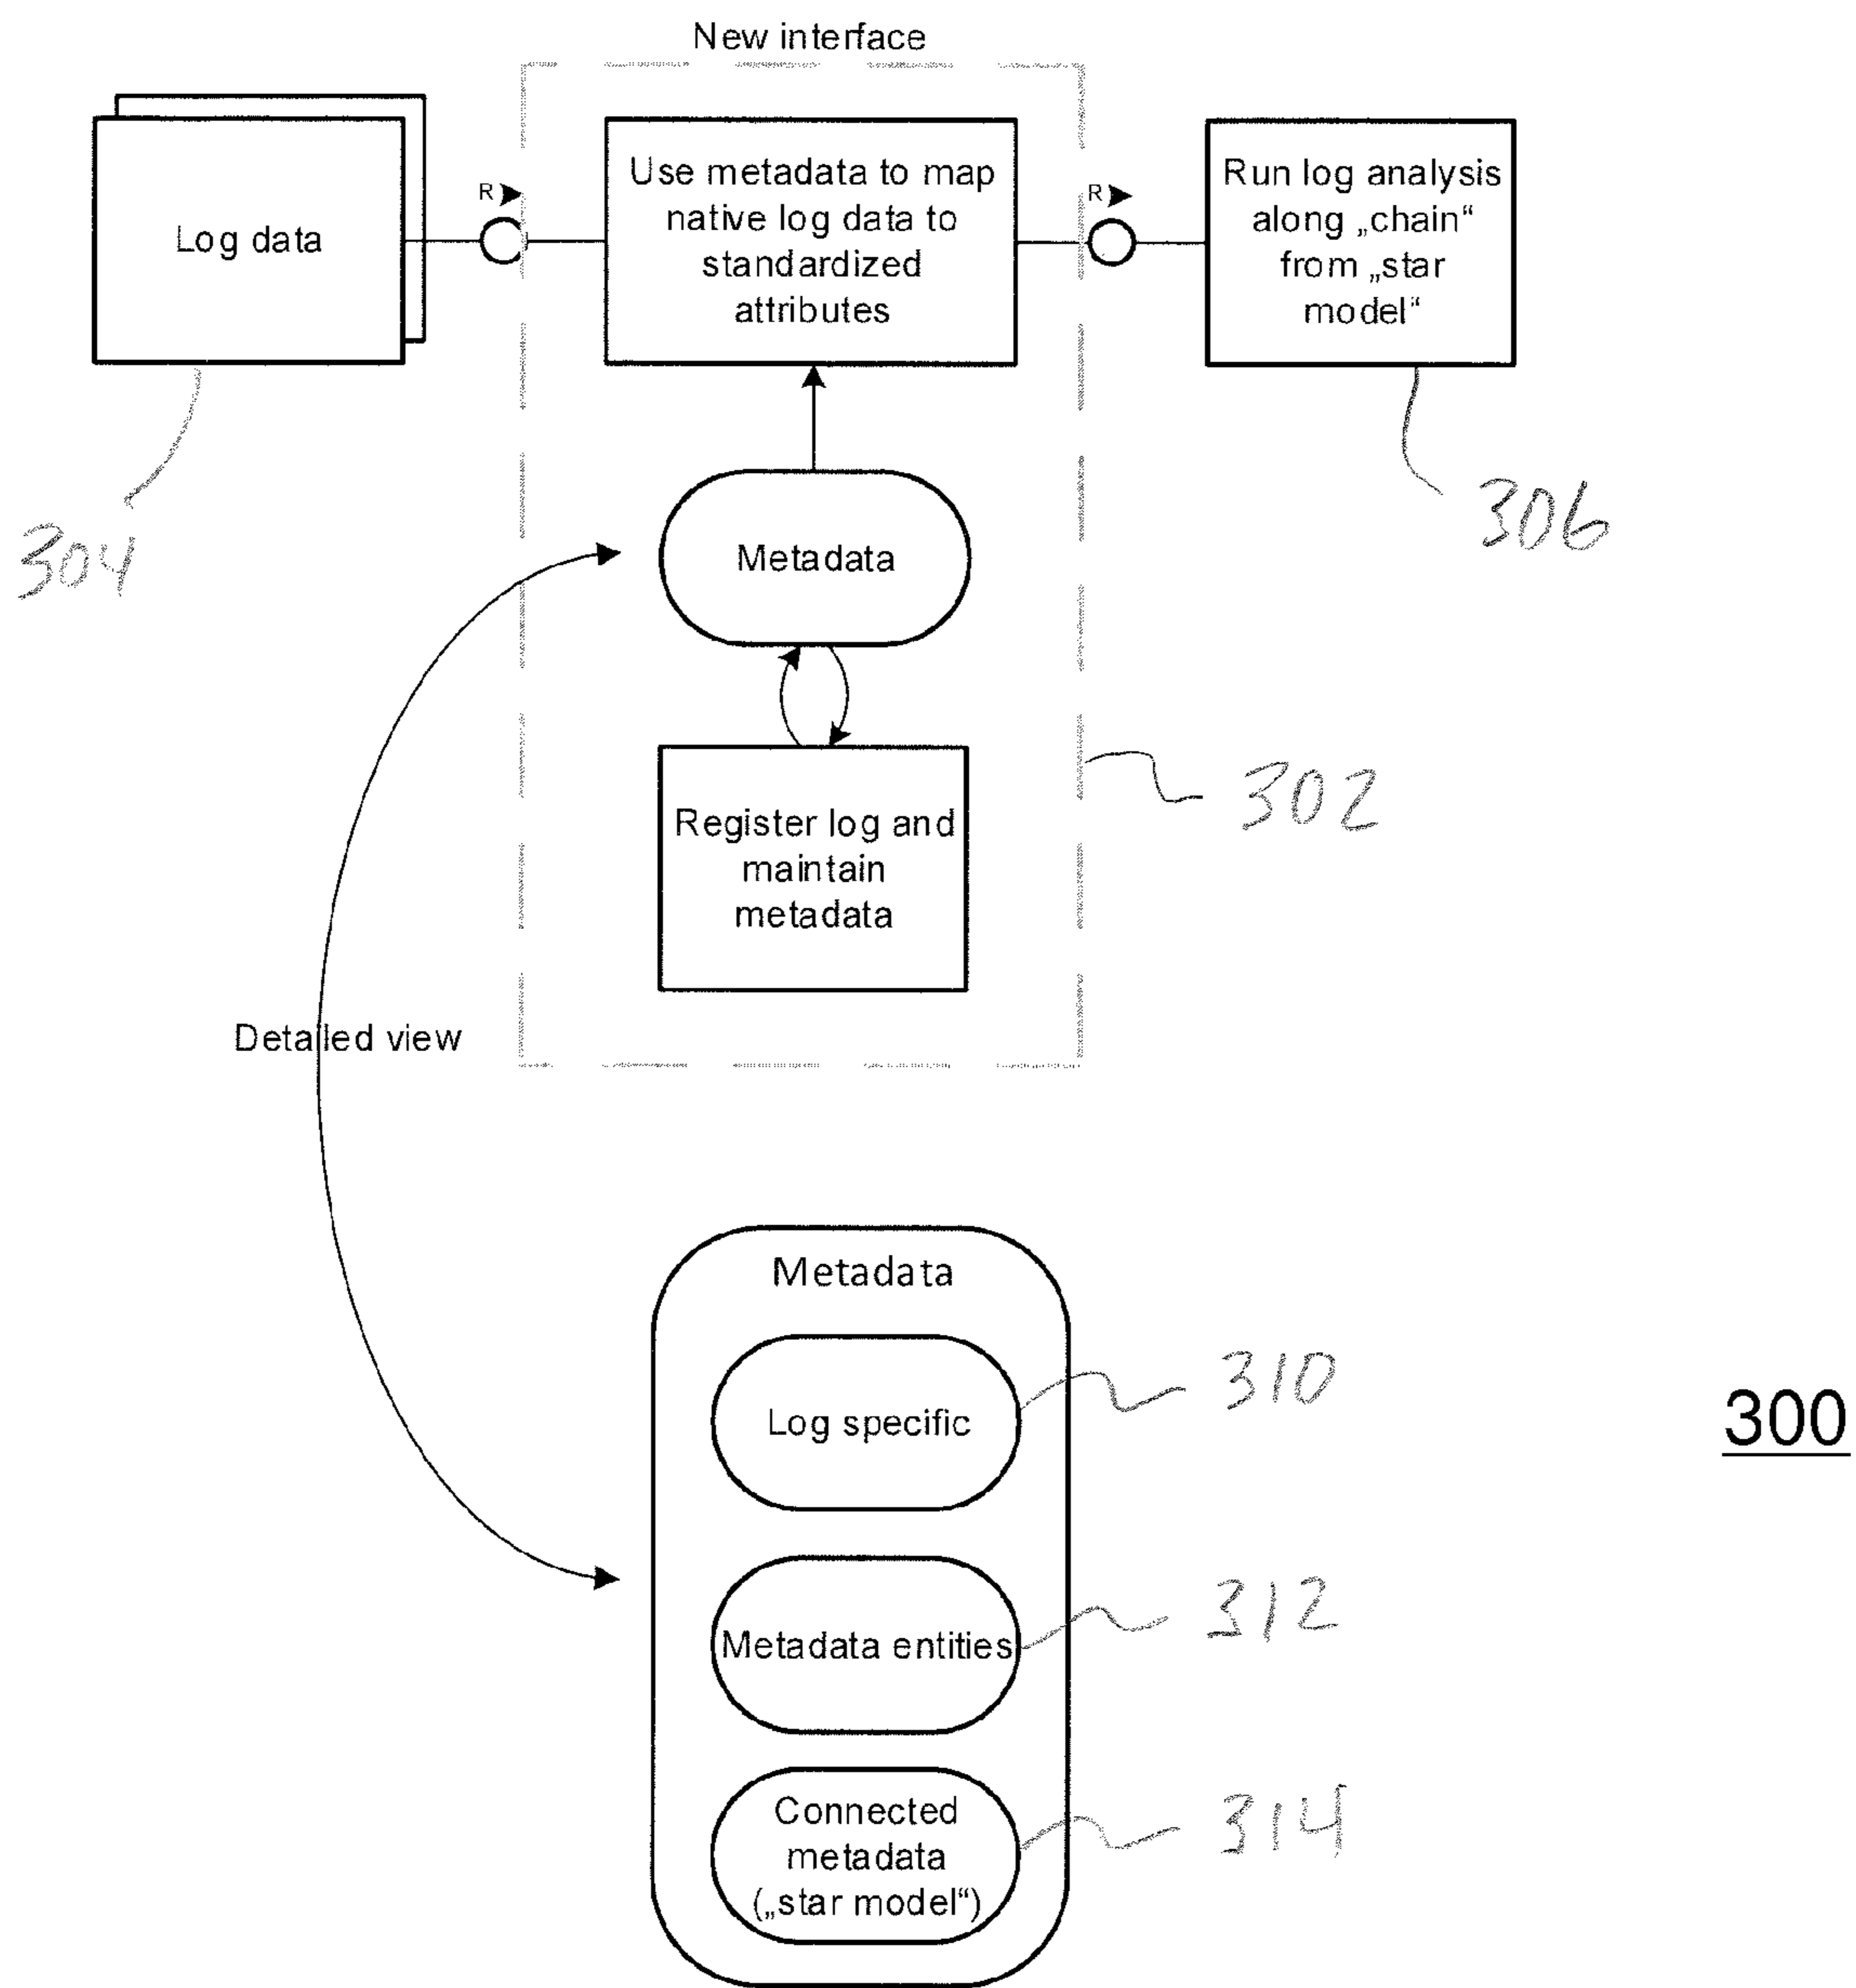 New interface
Log data
R
Use metadata to map
native log data to
standardized
attributes
R
Run log analysis
along „chain“
from „star
model“
304
306
Metadata
302
Register log and
maintain
metadata
Detailed view
Metadata
Log specific
310
300
Metadata entities
312
Connected
metadata
(„star model“)
314